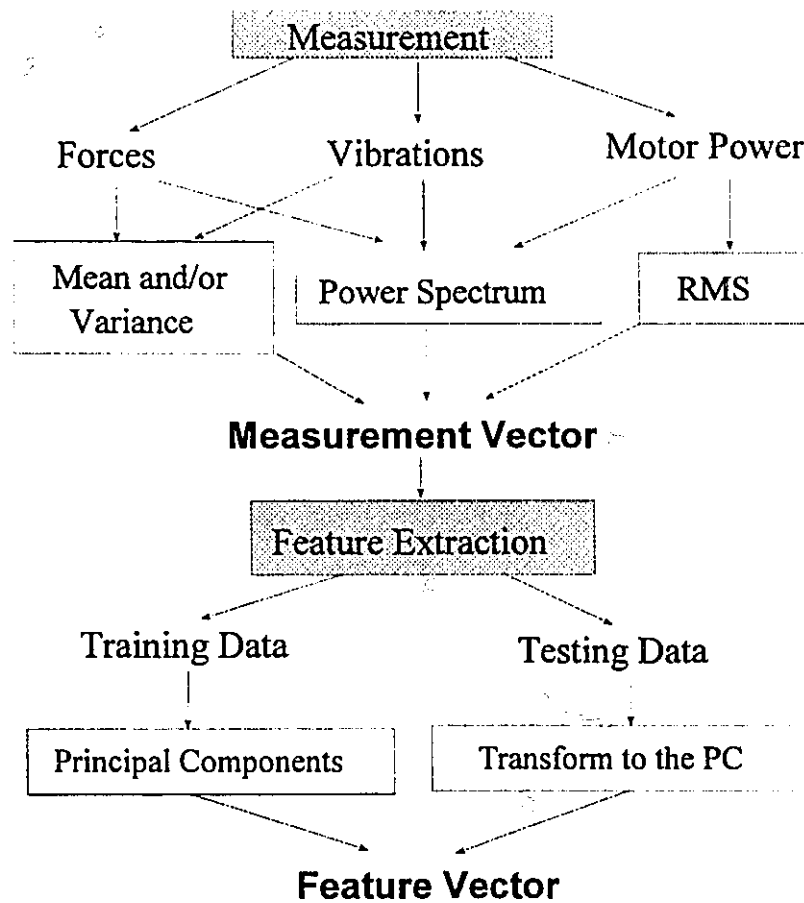 Measurement
Forces
Vibrations
Motor Power
Mean and/or
Variance
Power Spectrum
RMS
Measurement Vector
Feature Extraction
Training Data
Testing Data
Principal Components
Transform to the PC
Feature Vector